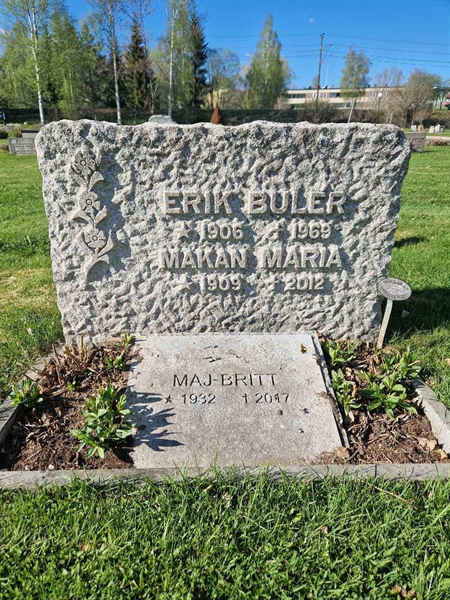 ERIK BULER
* 1906 † 1969
MAKAN MARIA
* 1909 † 2012
MAJ-BRITT
* 1932 † 2017